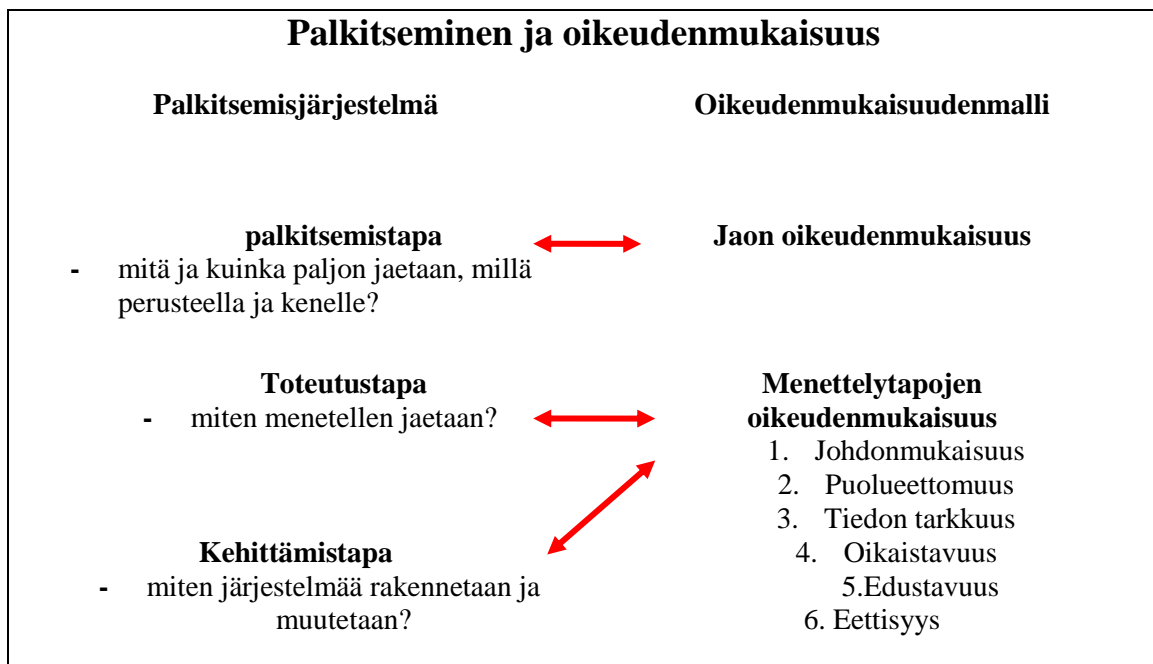 Palkitseminen ja oikeudenmukaisuus
Palkitsemisjärjestelmä
Oikeudenmukaisuudenmalli
palkitsemistapa
Jaon oikeudenmukaisuus
- mitä ja kuinka paljon jaetaan, millä
perusteella ja kenelle?
Toteutustapa
- miten menetellen jaetaan?
Menettelytapojen
oikeudenmukaisuus
1. Johdonmukaisuus
2. Puolueettomuus
3. Tiedon tarkkuus
4. Oikaistavuus
5.Edustavuus
6. Eettisyys
Kehittämistapa
- miten järjestelmää rakennetaan ja
muutetaan?